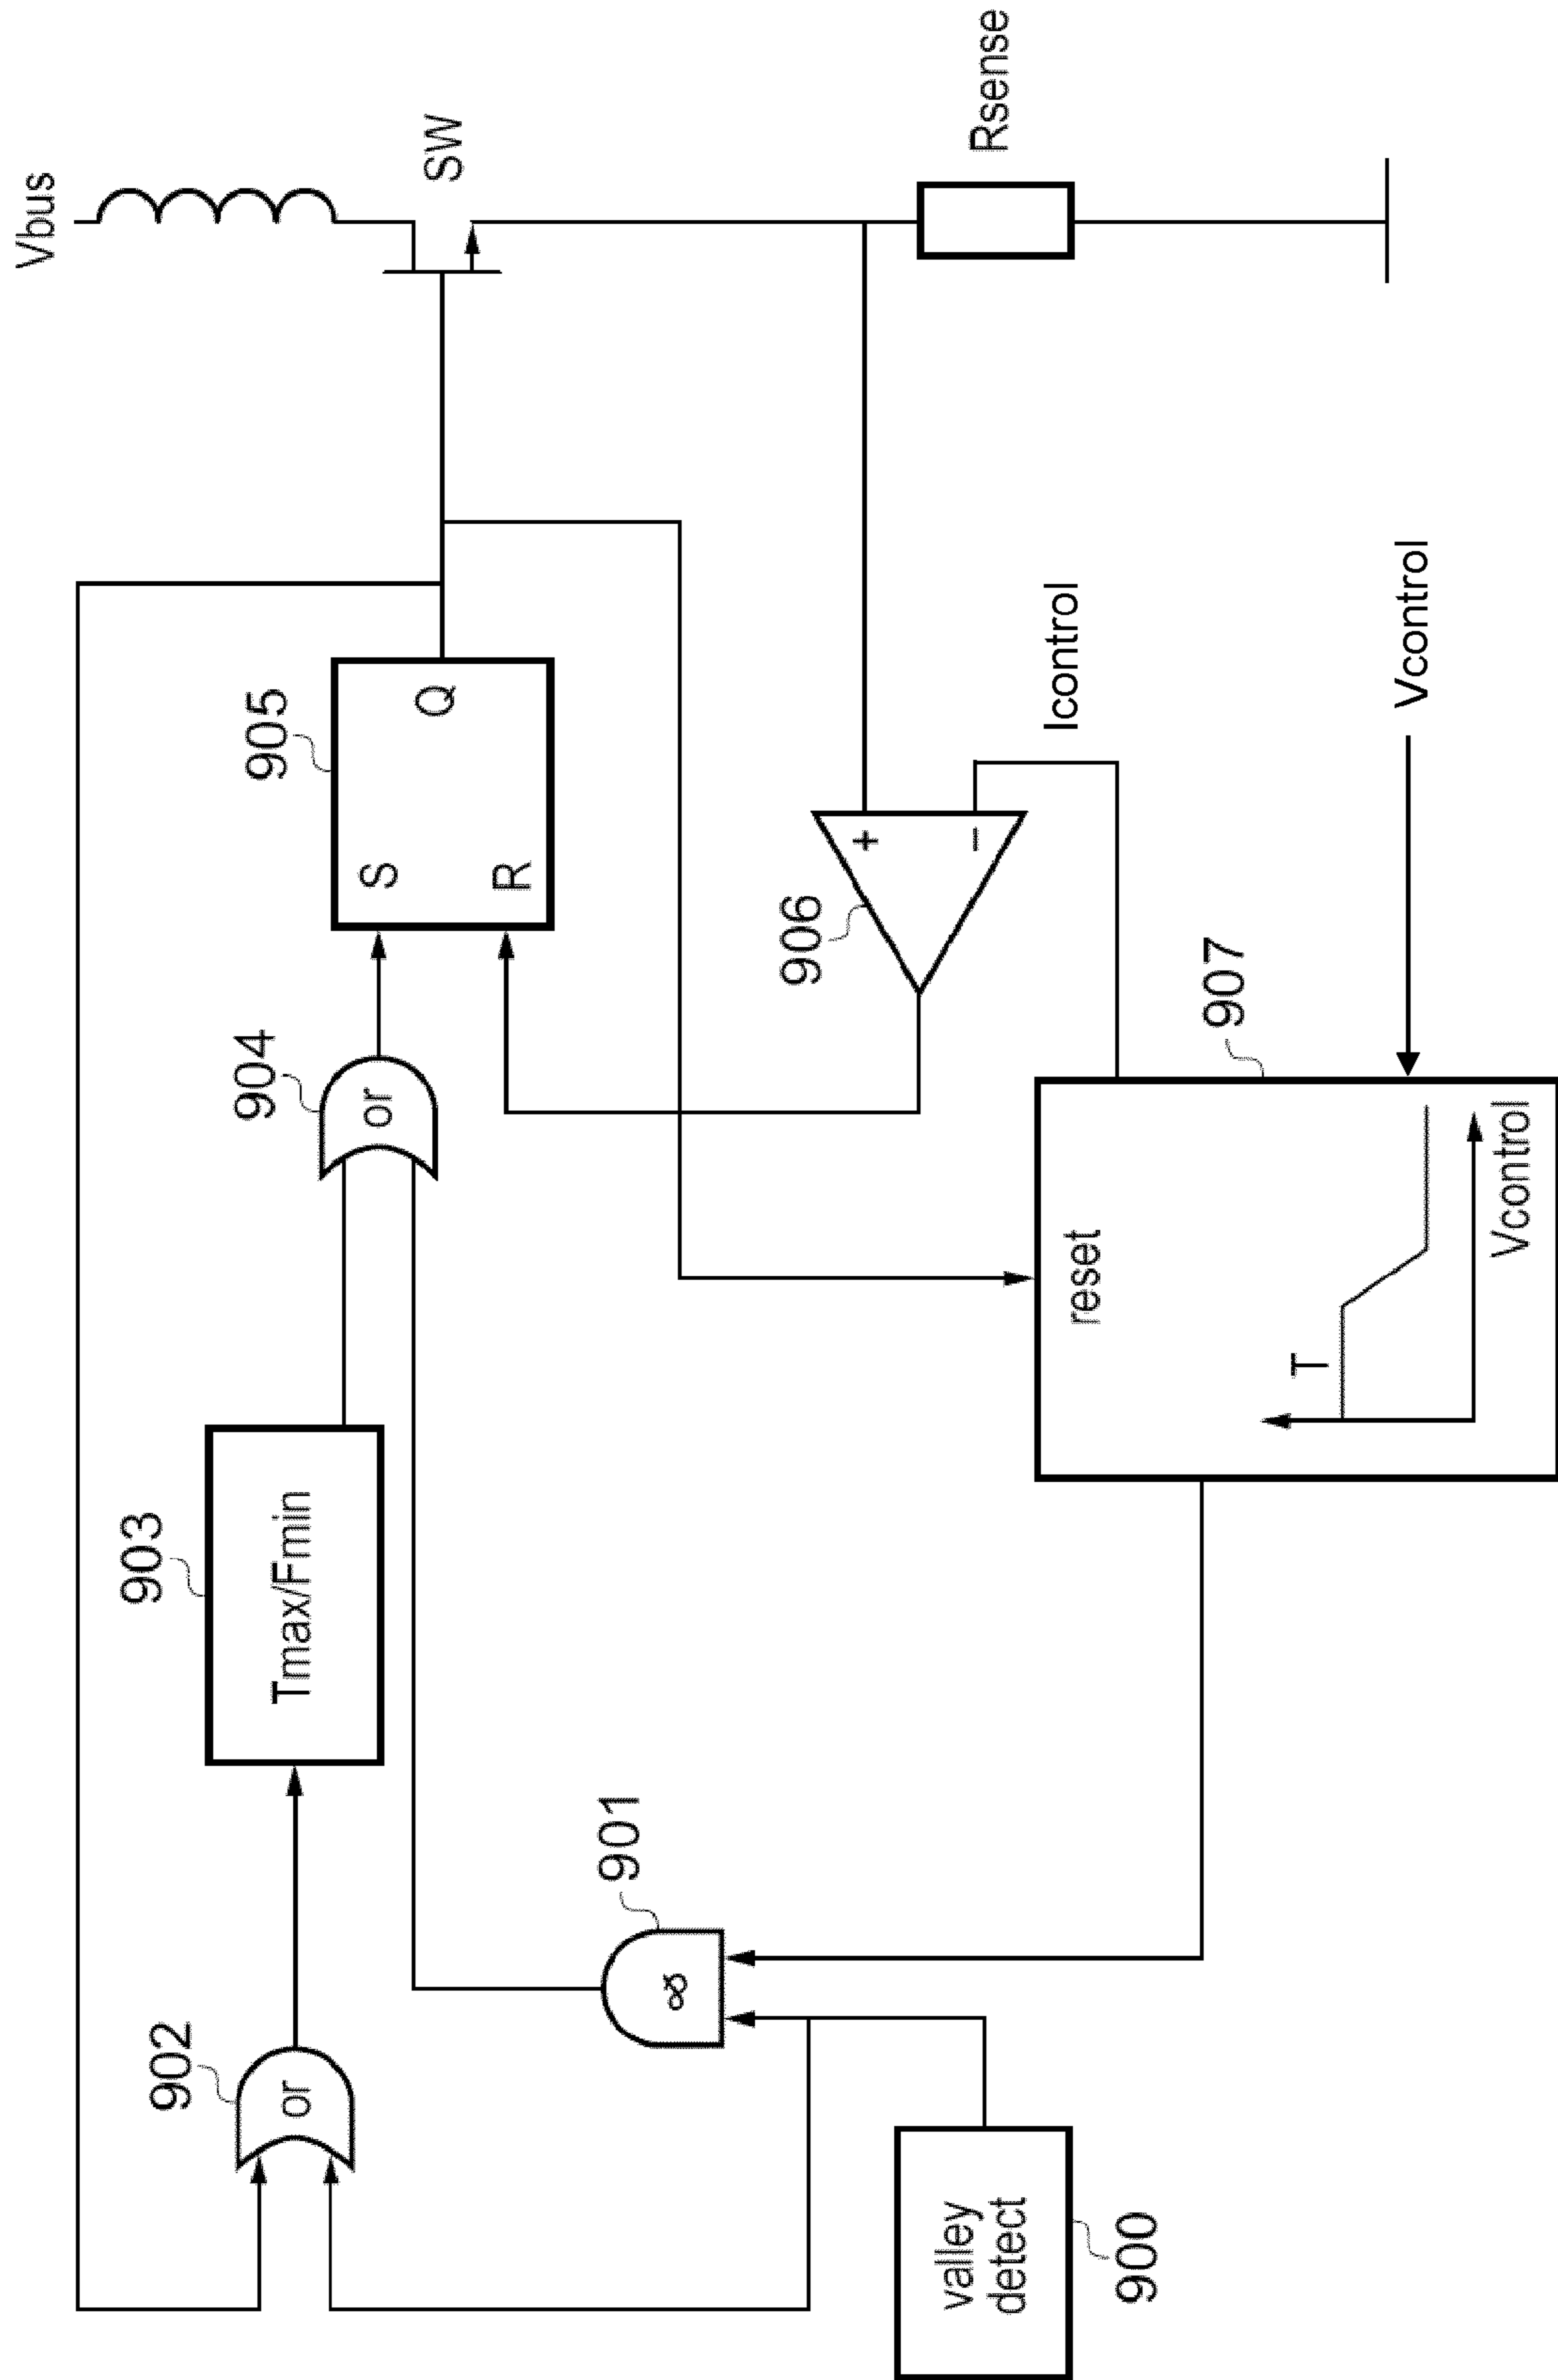 Vbus
SW
Rsense
905
S
Q
R
904
or
903
Tmax/Fmin
902
or
901
&
906
+
−
Icontrol
907
Vcontrol
reset
T
Vcontrol
valley
detect
900